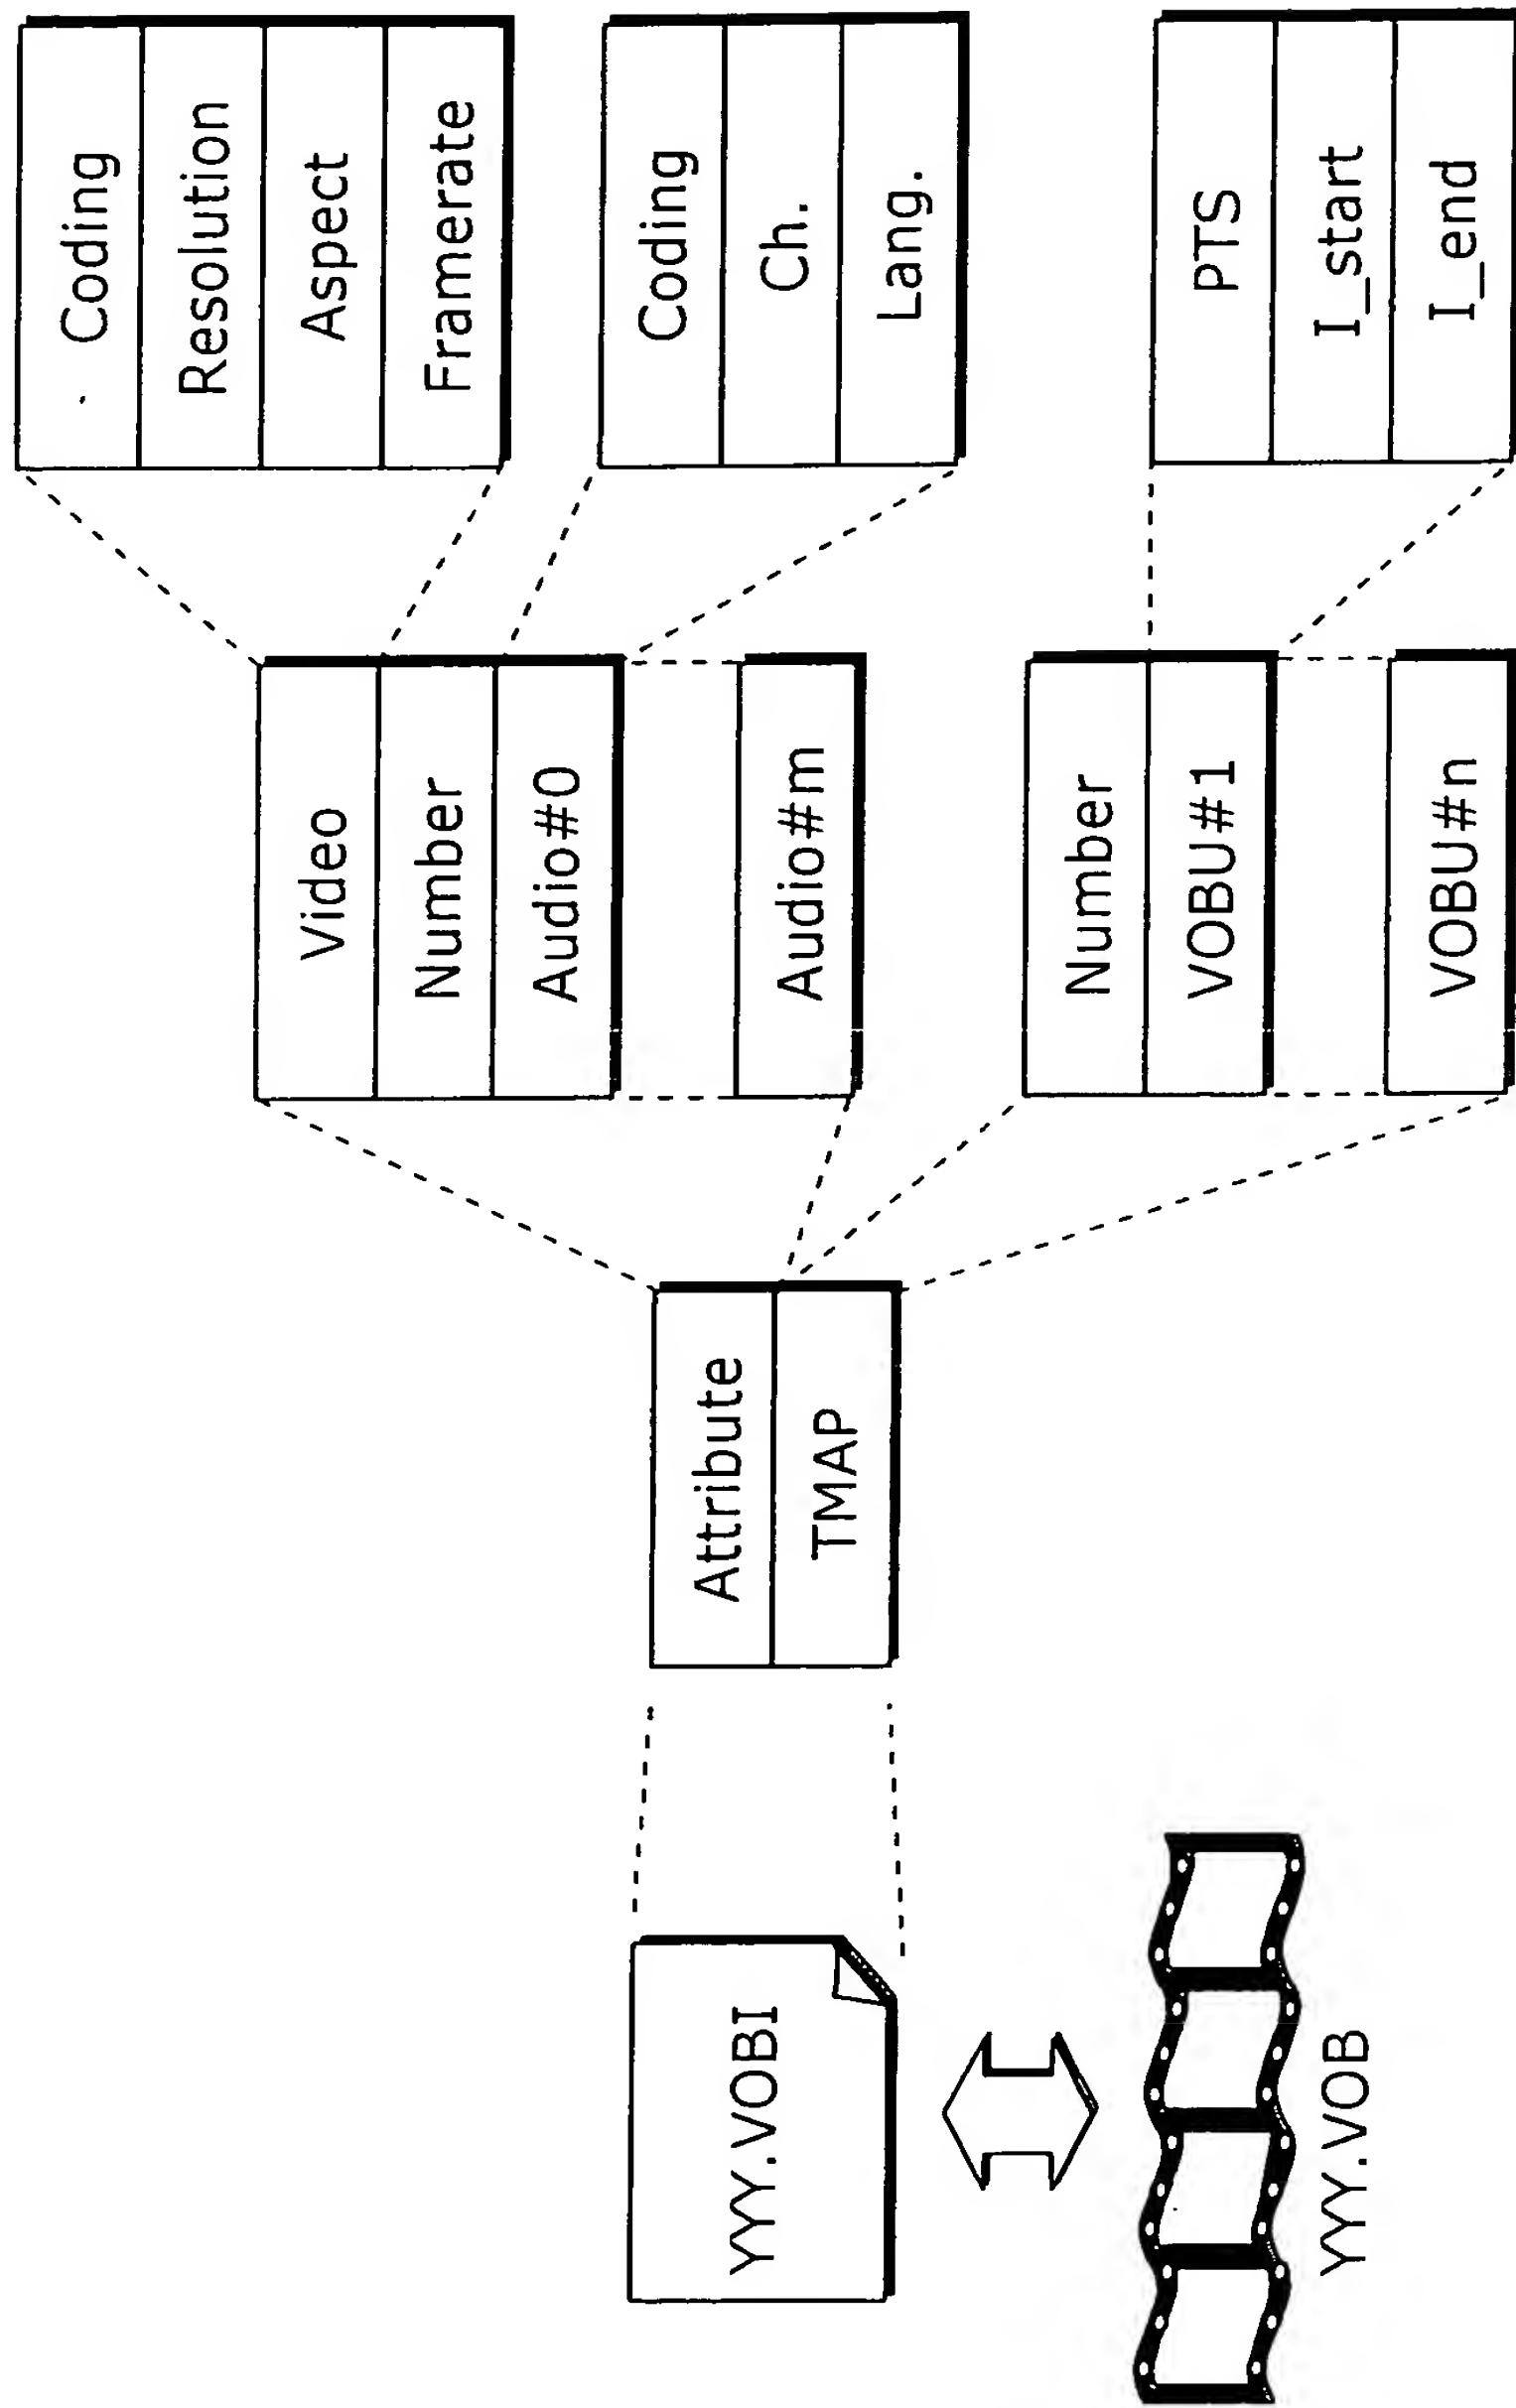 YYY.VOBI
YYY.VOB
Attribute
TMAP
Video
Number
Audio#0
Audio#m
Number
VOBU#1
VOBU#n
Coding
Resolution
Aspect
Framerate
Coding
Ch.
Lang.
PTS
I_start
I_end